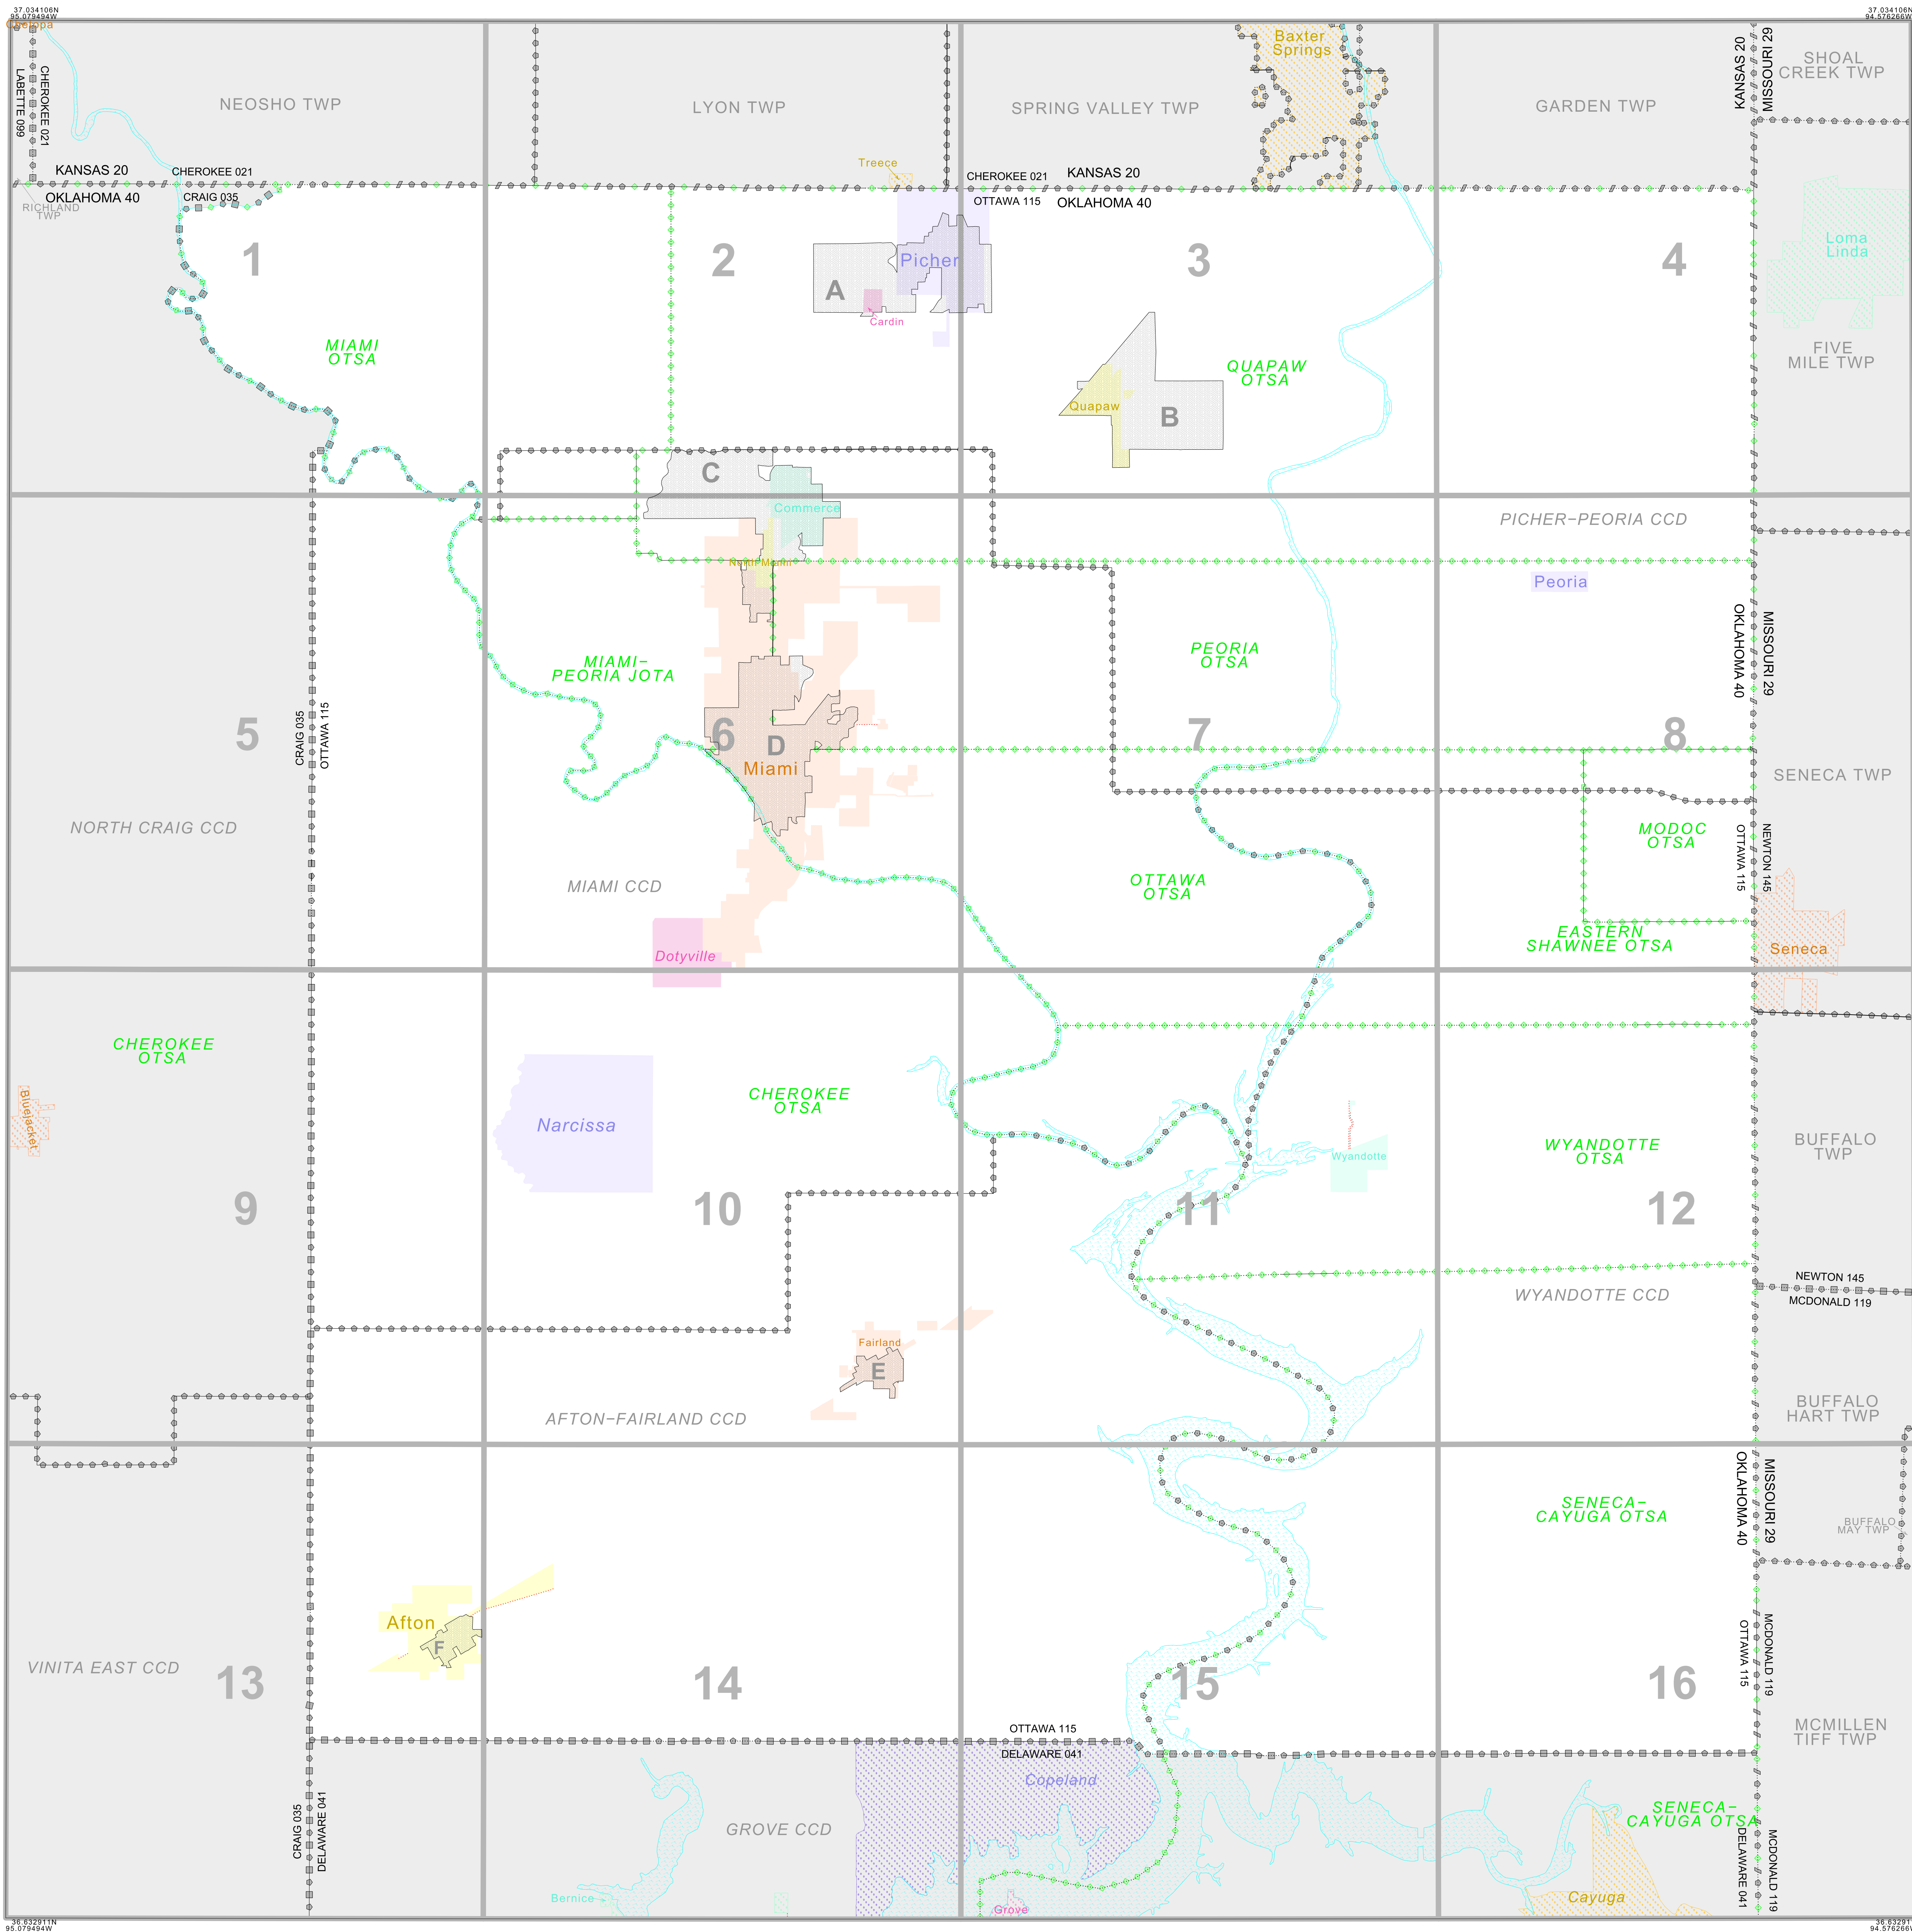 37.034106N
95.079494W
37.034106N
94.576266W
Chetopa
LABETTE 099
CHEROKEE 021
NEOSHO TWP
LYON TWP
SPRING VALLEY TWP
Baxter
Springs
GARDEN TWP
KANSAS 20
MISSOURI 29
SHOAL
CREEK TWP
KANSAS 20
CHEROKEE 021
OKLAHOMA 40
CRAIG 035
RICHLAND
TWP
Treece
CHEROKEE 021
KANSAS 20
OTTAWA 115
OKLAHOMA 40
1
2
3
4
Picher
A
Cardin
Loma
Linda
MIAMI
OTSA
QUAPAW
OTSA
FIVE
MILE TWP
Quapaw
B
C
Commerce
PICHER-PEORIA CCD
North Miami
Peoria
MIAMI-
PEORIA JOTA
PEORIA
OTSA
OKLAHOMA 40
MISSOURI 29
CRAIG 035
OTTAWA 115
5
6
7
8
D
Miami
SENECA TWP
NORTH CRAIG CCD
MODOC
OTSA
OTTAWA 115
NEWTON 145
MIAMI CCD
OTTAWA
OTSA
EASTERN
SHAWNEE OTSA
Seneca
Dotyville
CHEROKEE
OTSA
CHEROKEE
OTSA
Bluejacket
Narcissa
Wyandotte
WYANDOTTE
OTSA
BUFFALO
TWP
9
10
11
12
NEWTON 145
MCDONALD 119
WYANDOTTE CCD
Fairland
E
AFTON-FAIRLAND CCD
BUFFALO
HART TWP
OKLAHOMA 40
MISSOURI 29
SENECA-
CAYUGA OTSA
BUFFALO
MAY TWP
Afton
F
OTTAWA 115
MCDONALD 119
VINITA EAST CCD
13
14
15
16
OTTAWA 115
DELAWARE 041
MCMILLEN
TIFF TWP
Copeland
CRAIG 035
DELAWARE 041
GROVE CCD
SENECA-
CAYUGA OTSA
DELAWARE 041
MCDONALD 119
Bernice
Grove
Cayuga
36.632911N
95.079494W
36.632911
94.576266W